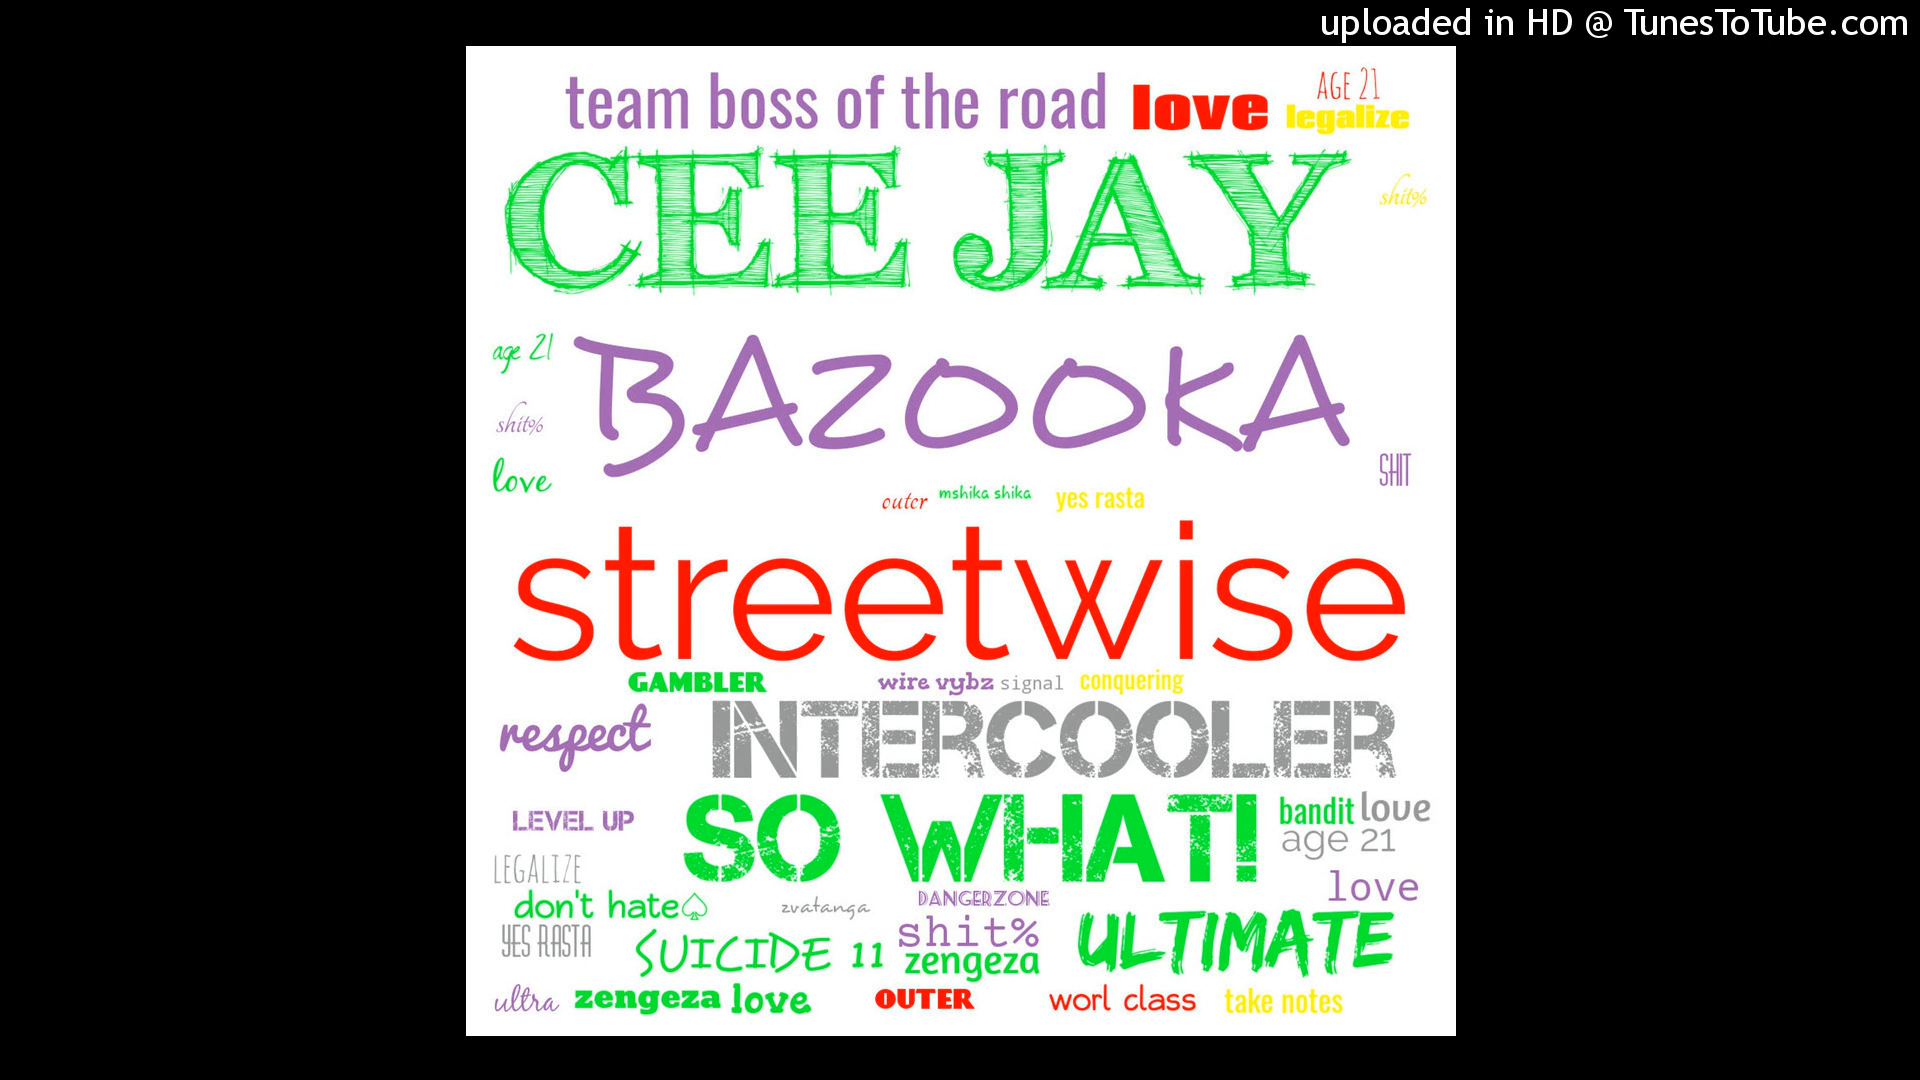 uploaded in HD @ TunesToTube.com
team boss of the road love AGE 21
legalize
CEE JAY shit%
age 21 BAZOOKA
shit%
love SHIT
outer mshika shika yes rasta
streetwise
GAMBLER wire vybz signal conquering
respect INTERCOOLER
LEVEL UP SO WHAT! bandit love
age 21
LEGALIZE love
don't hate♤ zvatanga DANGERZONE
YES RASTA SUICIDE 11 shit% ULTIMATE
zengeza
ultra zengeza love OUTER worl class take notes